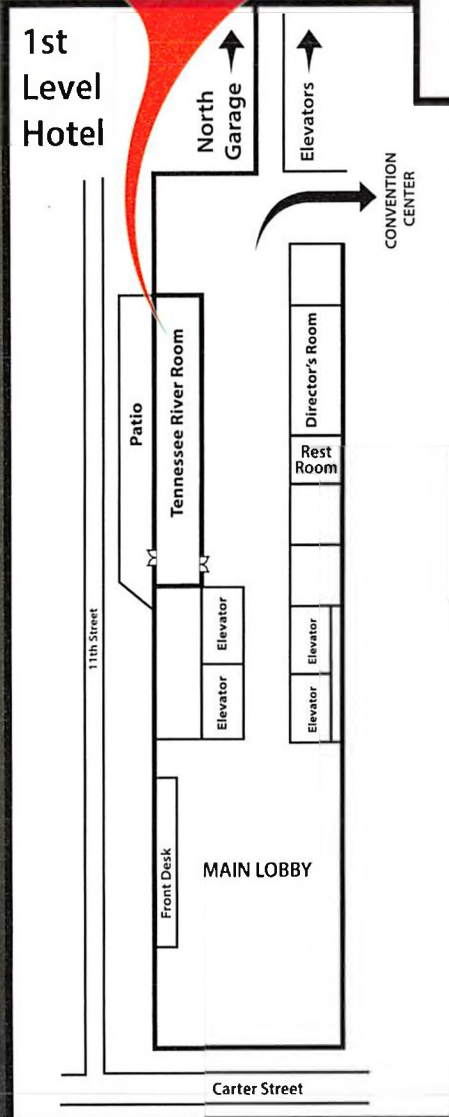 1st
Level
Hotel
North
Garage
Elevators
CONVENTION
CENTER
Patio
Tennessee River Room
Director's Room
Rest
Room
11th Street
Elevator
Elevator
Elevator
Elevator
Front Desk
MAIN LOBBY
Carter Street